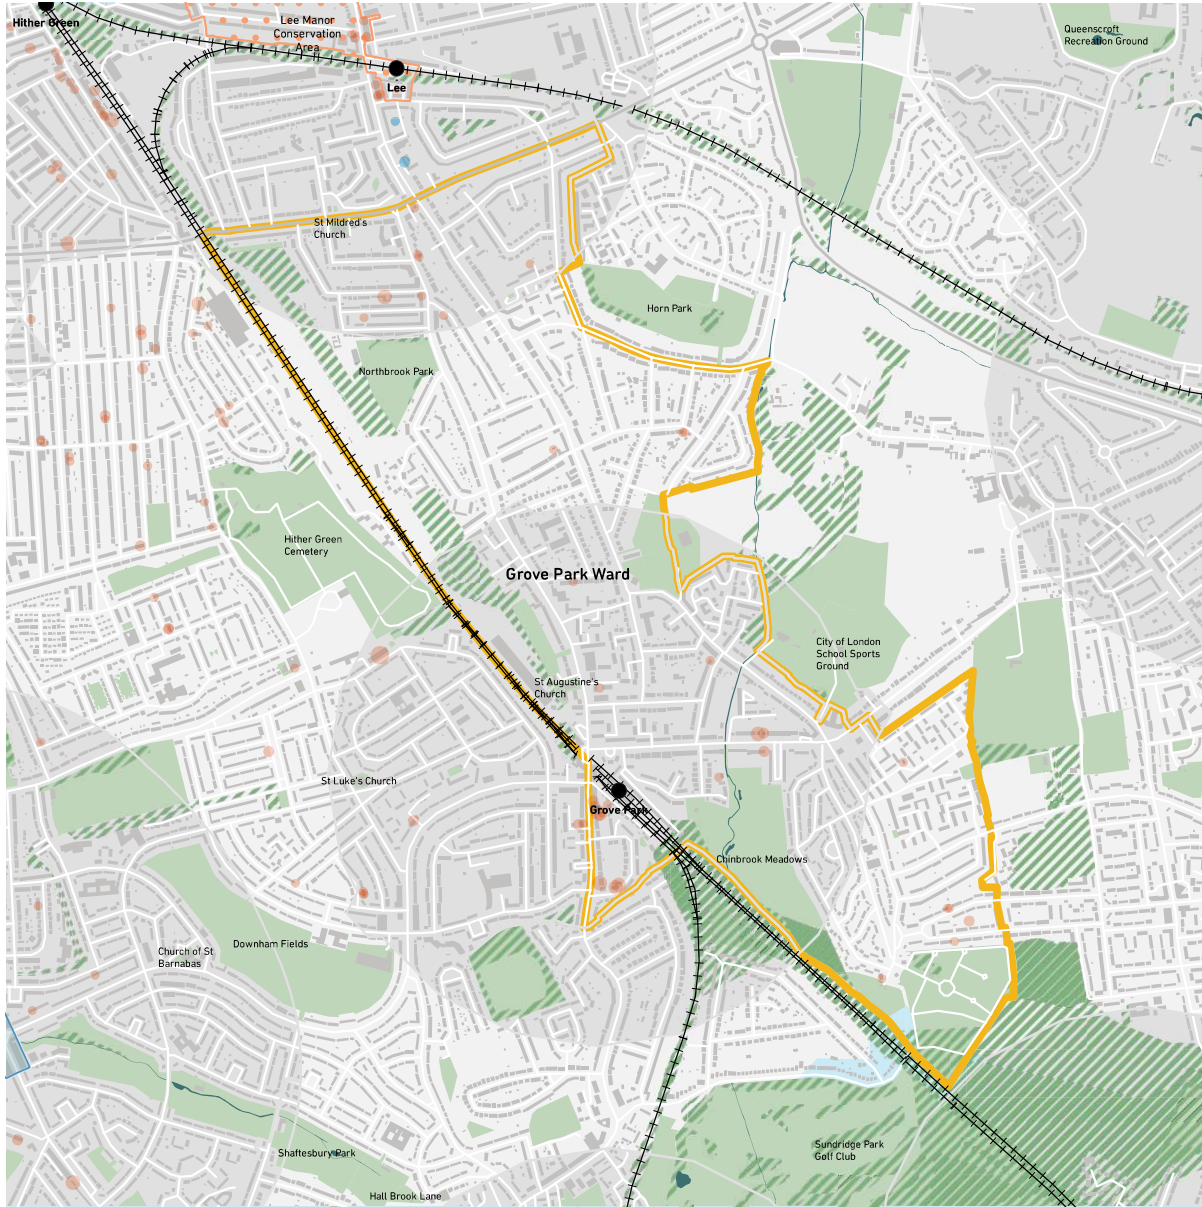 Hither Green
Lee Manor
Conservation
Area
Queenscroft
Recreation Ground
Lee
St Mildred's
Church
Horn Park
Northbrook Park
Hither Green
Cemetery
Grove Park Ward
City of London
School Sports
Ground
St Augustine's
Church
St Luke's Church
Grove Park
Chinbrook Meadows
Downham Fields
Church of St
Barnabas
Sundridge Park
Golf Club
Shaftesbury Park
Hall Brook Lane